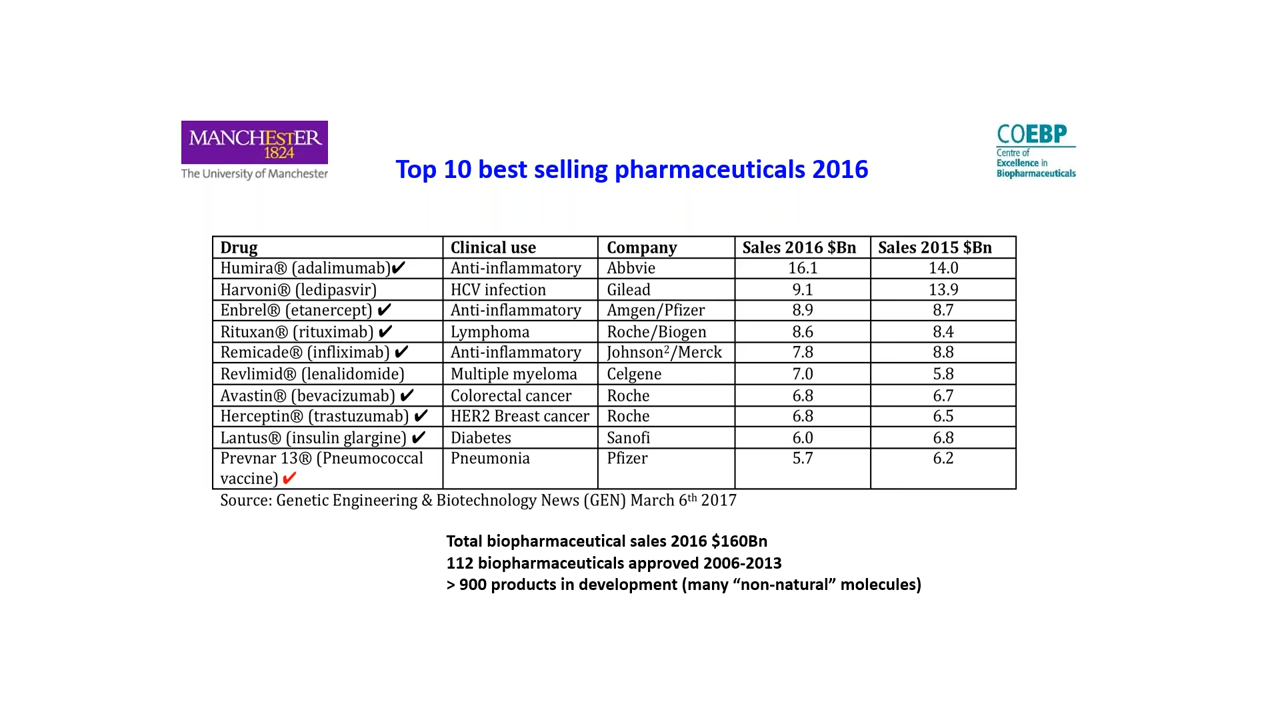 MANCHESTER
1824
The University of Manchester
COEBP
Centre of
Excellence in
Biopharmaceuticals
Top 10 best selling pharmaceuticals 2016
Drug Clinical use Company Sales 2016 $Bn Sales 2015 $Bn
Humira® (adalimumab)✔ Anti-inflammatory Abbvie 16.1 14.0
Harvoni® (ledipasvir) HCV infection Gilead 9.1 13.9
Enbrel® (etanercept) ✔ Anti-inflammatory Amgen/Pfizer 8.9 8.7
Rituxan® (rituximab) ✔ Lymphoma Roche/Biogen 8.6 8.4
Remicade® (infliximab) ✔ Anti-inflammatory Johnson²/Merck 7.8 8.8
Revlimid® (lenalidomide) Multiple myeloma Celgene 7.0 5.8
Avastin® (bevacizumab) ✔ Colorectal cancer Roche 6.8 6.7
Herceptin® (trastuzumab) ✔ HER2 Breast cancer Roche 6.8 6.5
Lantus® (insulin glargine) ✔ Diabetes Sanofi 6.0 6.8
Prevnar 13® (Pneumococcal Pneumonia Pfizer 5.7 6.2
vaccine) ✔
Source: Genetic Engineering & Biotechnology News (GEN) March 6th 2017
Total biopharmaceutical sales 2016 $160Bn
112 biopharmaceuticals approved 2006-2013
> 900 products in development (many “non-natural” molecules)